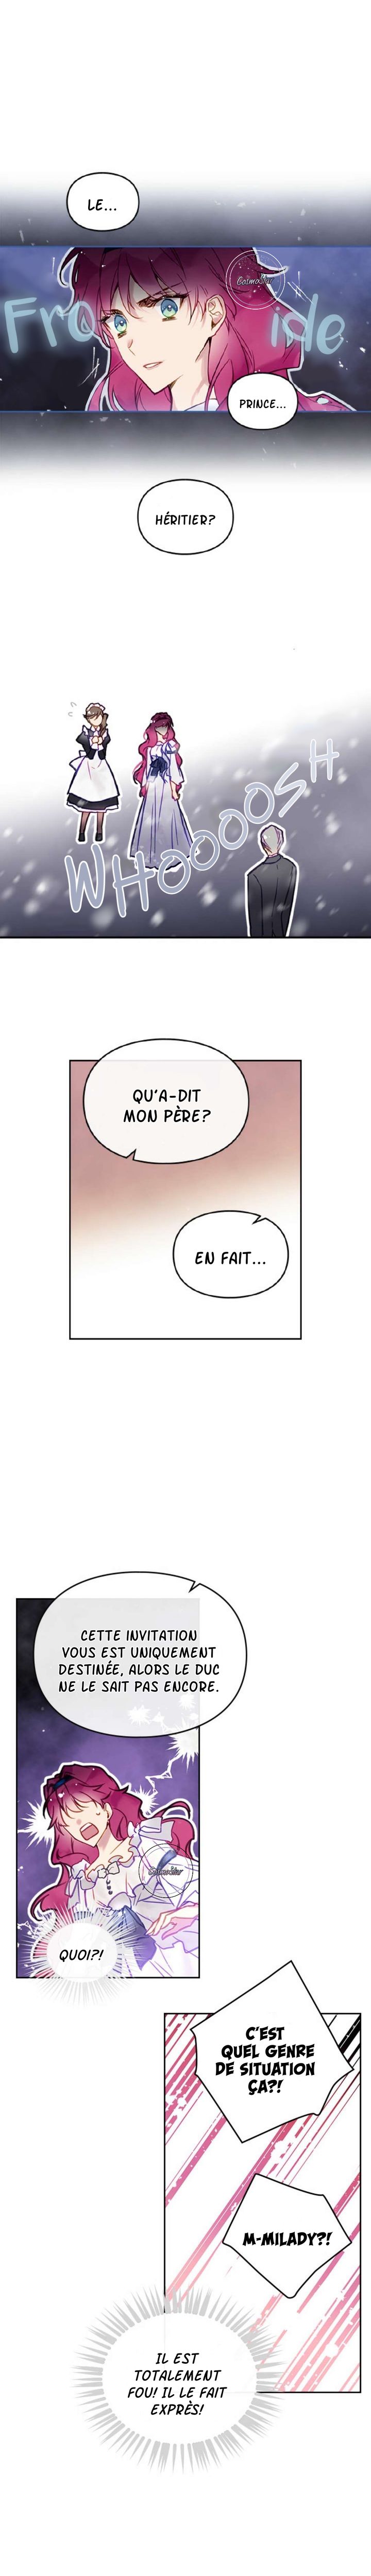 LE...
Froide
PRINCE...
HÉRITIER?
WHOOOOSH
QU'A-DIT
MON PÈRE?
EN FAIT...
CETTE INVITATION
VOUS EST UNIQUEMENT
DESTINÉE, ALORS LE DUC
NE LE SAIT PAS ENCORE.
QUOI?!
C'EST
QUEL GENRE
DE SITUATION
ÇA?!
M-MILADY?!
IL EST
TOTALEMENT
FOU! IL LE FAIT
EXPRÈS!